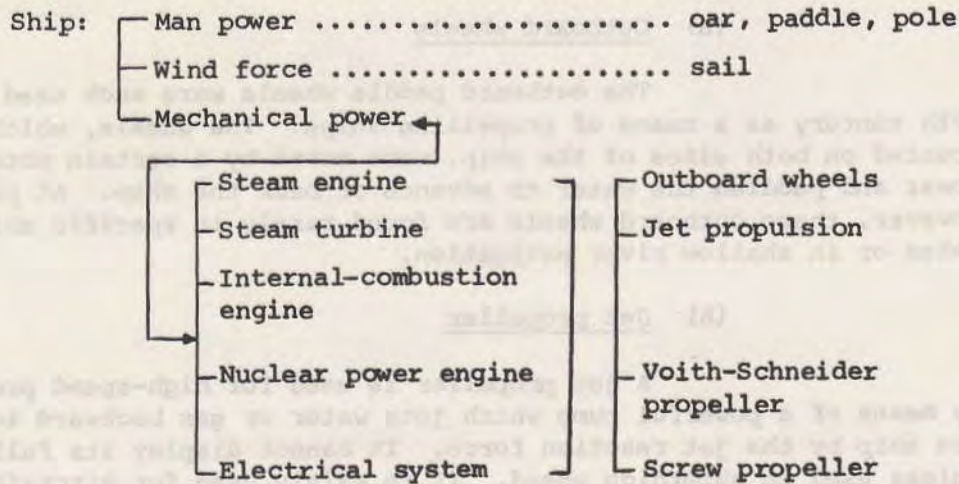 Ship: Man power .......................... oar, paddle, pole
Wind force ........................ sail
Mechanical power
Steam engine Outboard wheels
Steam turbine Jet propulsion
Internal-combustion
engine
Nuclear power engine Voith-Schneider
propeller
Electrical system Screw propeller